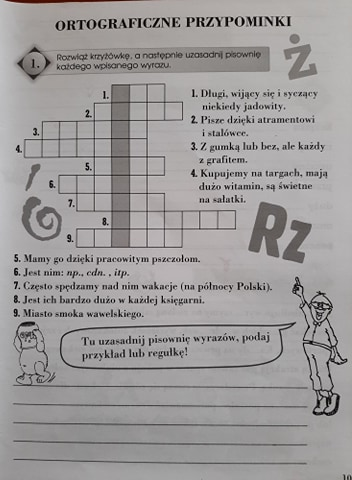 ORTOGRAFICZNE PRZYPOMINKI
1.
Rozwiąż krzyżówkę, a następnie uzasadnij pisownię
każdego wpisanego wyrazu.
ż
1.
2.
3.
4.
5.
6.
7.
8.
9.
1. Długi, wijący się i syczący
niekiedy jadowity.
2. Pisze dzięki atramentowi
i stalówce.
3. Z gumką lub bez, ale każdy
z grafitem.
4. Kupujemy na targach, mają
dużo witamin, są świetne
na sałatki.
Rz
5. Mamy go dzięki pracowitym pszczołom.
6. Jest nim: np., cdn. , itp.
7. Często spędzamy nad nim wakacje (na północy Polski).
8. Jest ich bardzo dużo w każdej księgarni.
9. Miasto smoka wawelskiego.
Tu uzasadnij pisownię wyrazów, podaj
przykład lub regułkę!